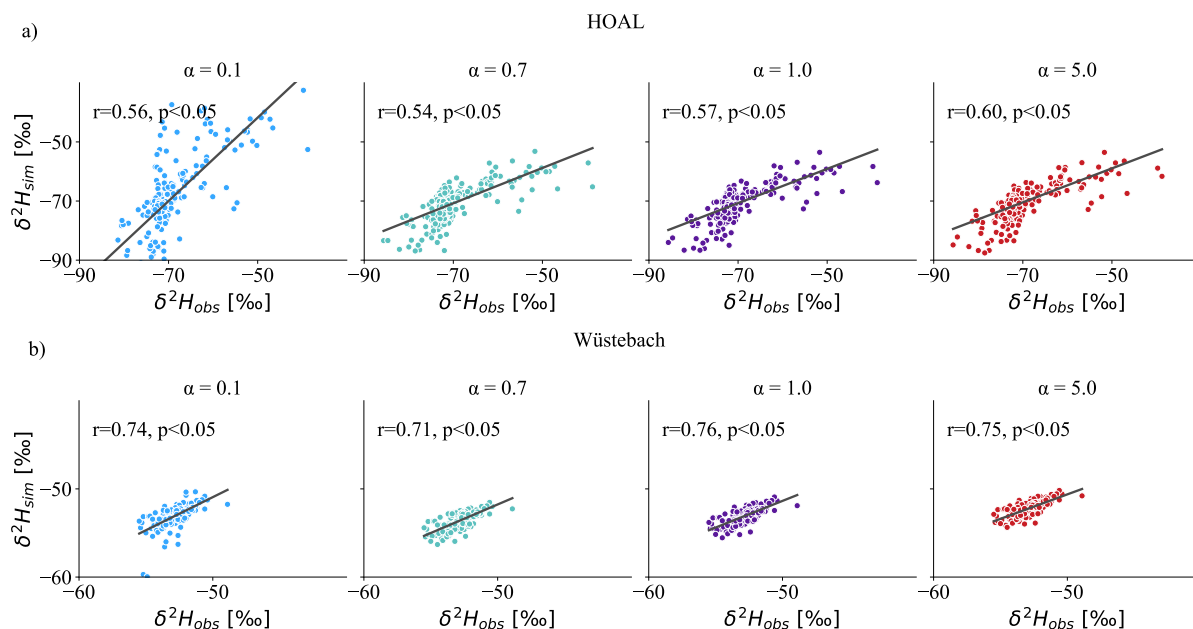 a)
HOAL
α = 0.1
α = 0.7
α = 1.0
α = 5.0
r=0.56, p<0.05
r=0.54, p<0.05
r=0.57, p<0.05
r=0.60, p<0.05
δ²H_sim [‰]
−50
−70
−90
−90 −70 −50
−90 −70 −50
−90 −70 −50
−90 −70 −50
δ²H_obs [‰]
δ²H_obs [‰]
δ²H_obs [‰]
δ²H_obs [‰]
b)
Wüstebach
α = 0.1
α = 0.7
α = 1.0
α = 5.0
r=0.74, p<0.05
r=0.71, p<0.05
r=0.76, p<0.05
r=0.75, p<0.05
δ²H_sim [‰]
−50
−60
−60 −50
−60 −50
−60 −50
−60 −50
δ²H_obs [‰]
δ²H_obs [‰]
δ²H_obs [‰]
δ²H_obs [‰]